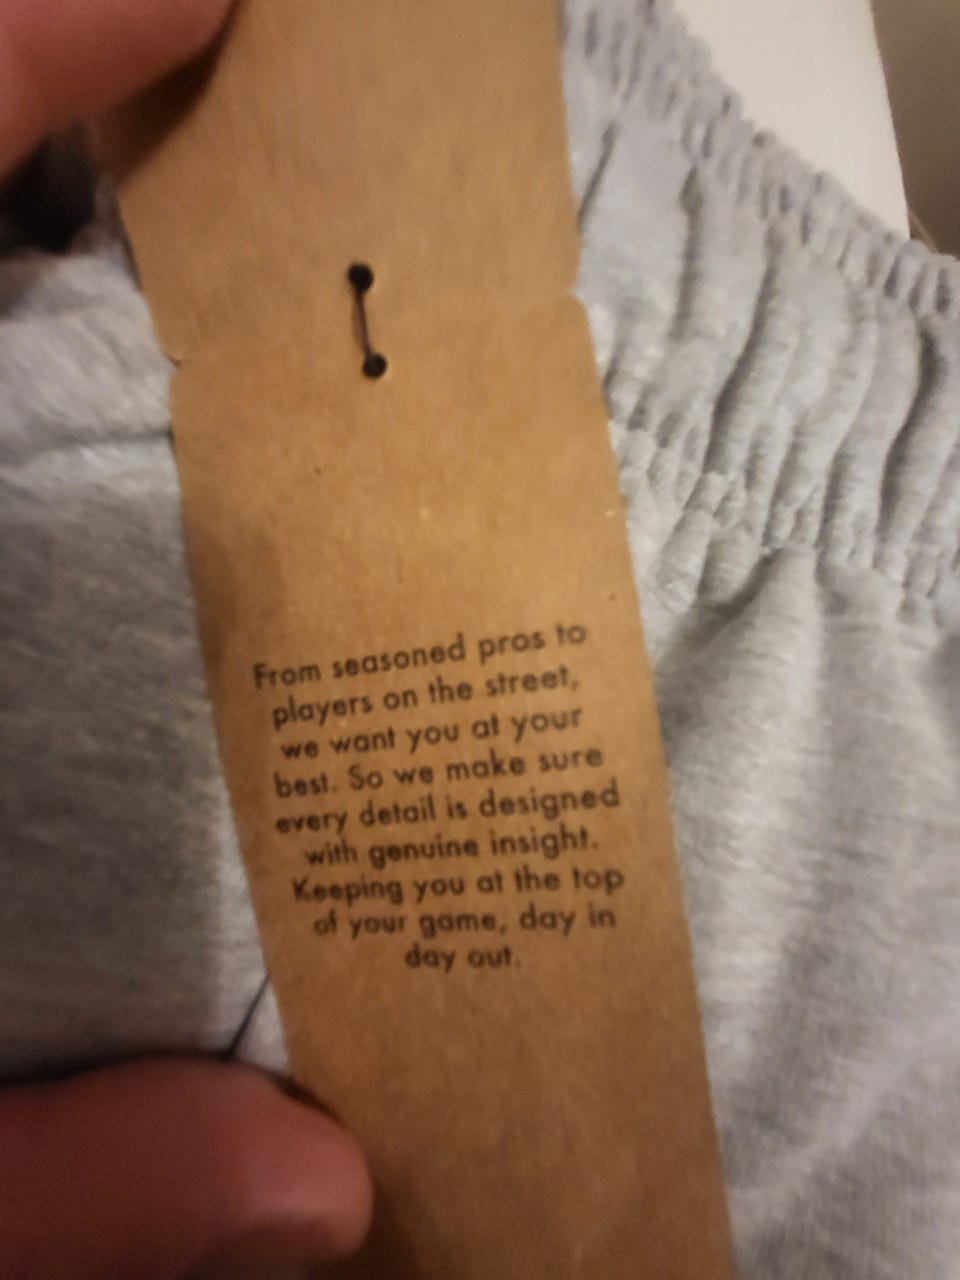 From seasoned pros to
players on the street,
we want you at your
best. So we make sure
every detail is designed
with genuine insight.
Keeping you at the top
of your game, day in
day out.